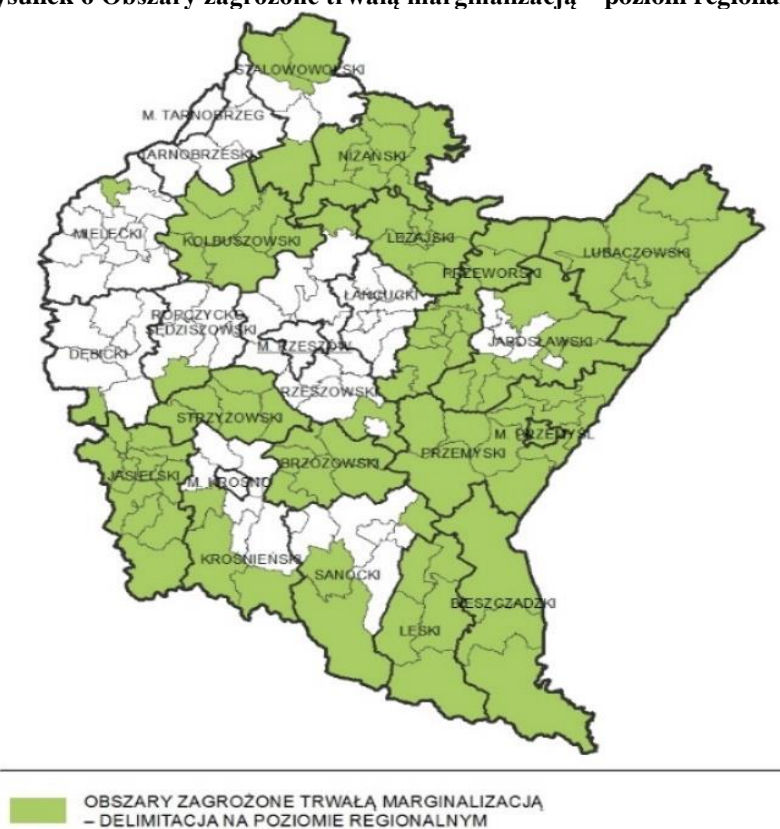 ysunek 6 Obszary zagrożone trwałą marginalizacją – poziom regional
STALOWOWOLSKI
M. TARNOBRZEG
TARNOBRZESKI
NIŻAŃSKI
MIELECKI
KOLBUSZOWSKI
LEŻAJSKI
LUBACZOWSKI
PRZEWORSKI
ŁAŃCUCKI
ROPCZYCKO
SĘDZISZOWSKI
JAROSŁAWSKI
M. RZESZÓW
DĘBICKI
RZESZOWSKI
STRZYŻOWSKI
M. PRZEMYŚL
PRZEMYSKI
BRZOZOWSKI
JASIELSKI
M. KROSNO
KROŚNIEŃSKI
SANOCKI
BIESZCZADZKI
LESKI
OBSZARY ZAGROŻONE TRWAŁĄ MARGINALIZACJĄ
– DELIMITACJA NA POZIOMIE REGIONALNYM